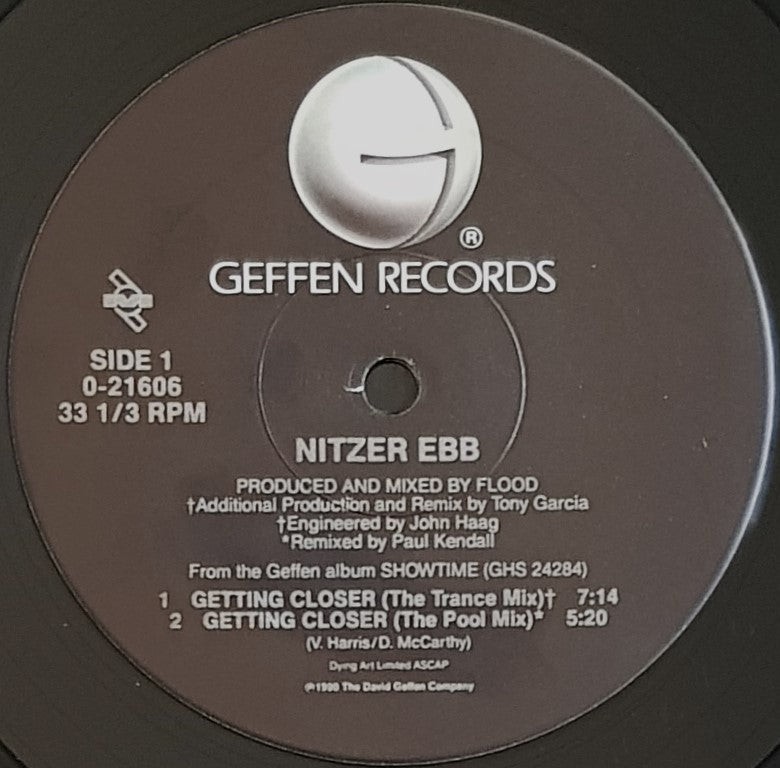 ®
GEFFEN RECORDS
SIDE 1
0-21606
33 1/3 RPM
NITZER EBB
PRODUCED AND MIXED BY FLOOD
†Additional Production and Remix by Tony Garcia
†Engineered by John Haag
*Remixed by Paul Kendall
From the Geffen album SHOWTIME (GHS 24284)
1 GETTING CLOSER (The Trance Mix)† 7:14
2 GETTING CLOSER (The Pool Mix)* 5:20
(V. Harris/D. McCarthy)
Dying Art Limited ASCAP
℗1990 The David Geffen Company